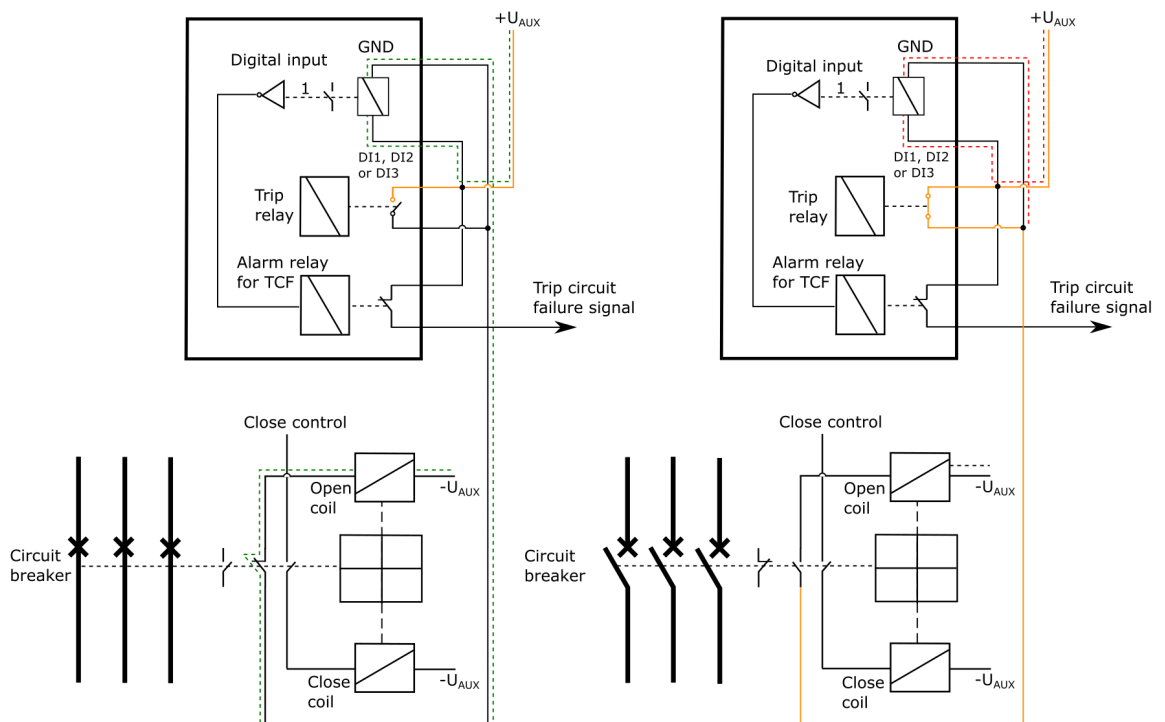 +UAUX
GND
Digital input
1
DI1, DI2
or DI3
Trip
relay
Alarm relay
for TCF
Trip circuit
failure signal
Close control
Open
coil
-UAUX
Circuit
breaker
Close
coil
-UAUX
+UAUX
GND
Digital input
1
DI1, DI2
or DI3
Trip
relay
Alarm relay
for TCF
Trip circuit
failure signal
Close control
Open
coil
-UAUX
Circuit
breaker
Close
coil
-UAUX